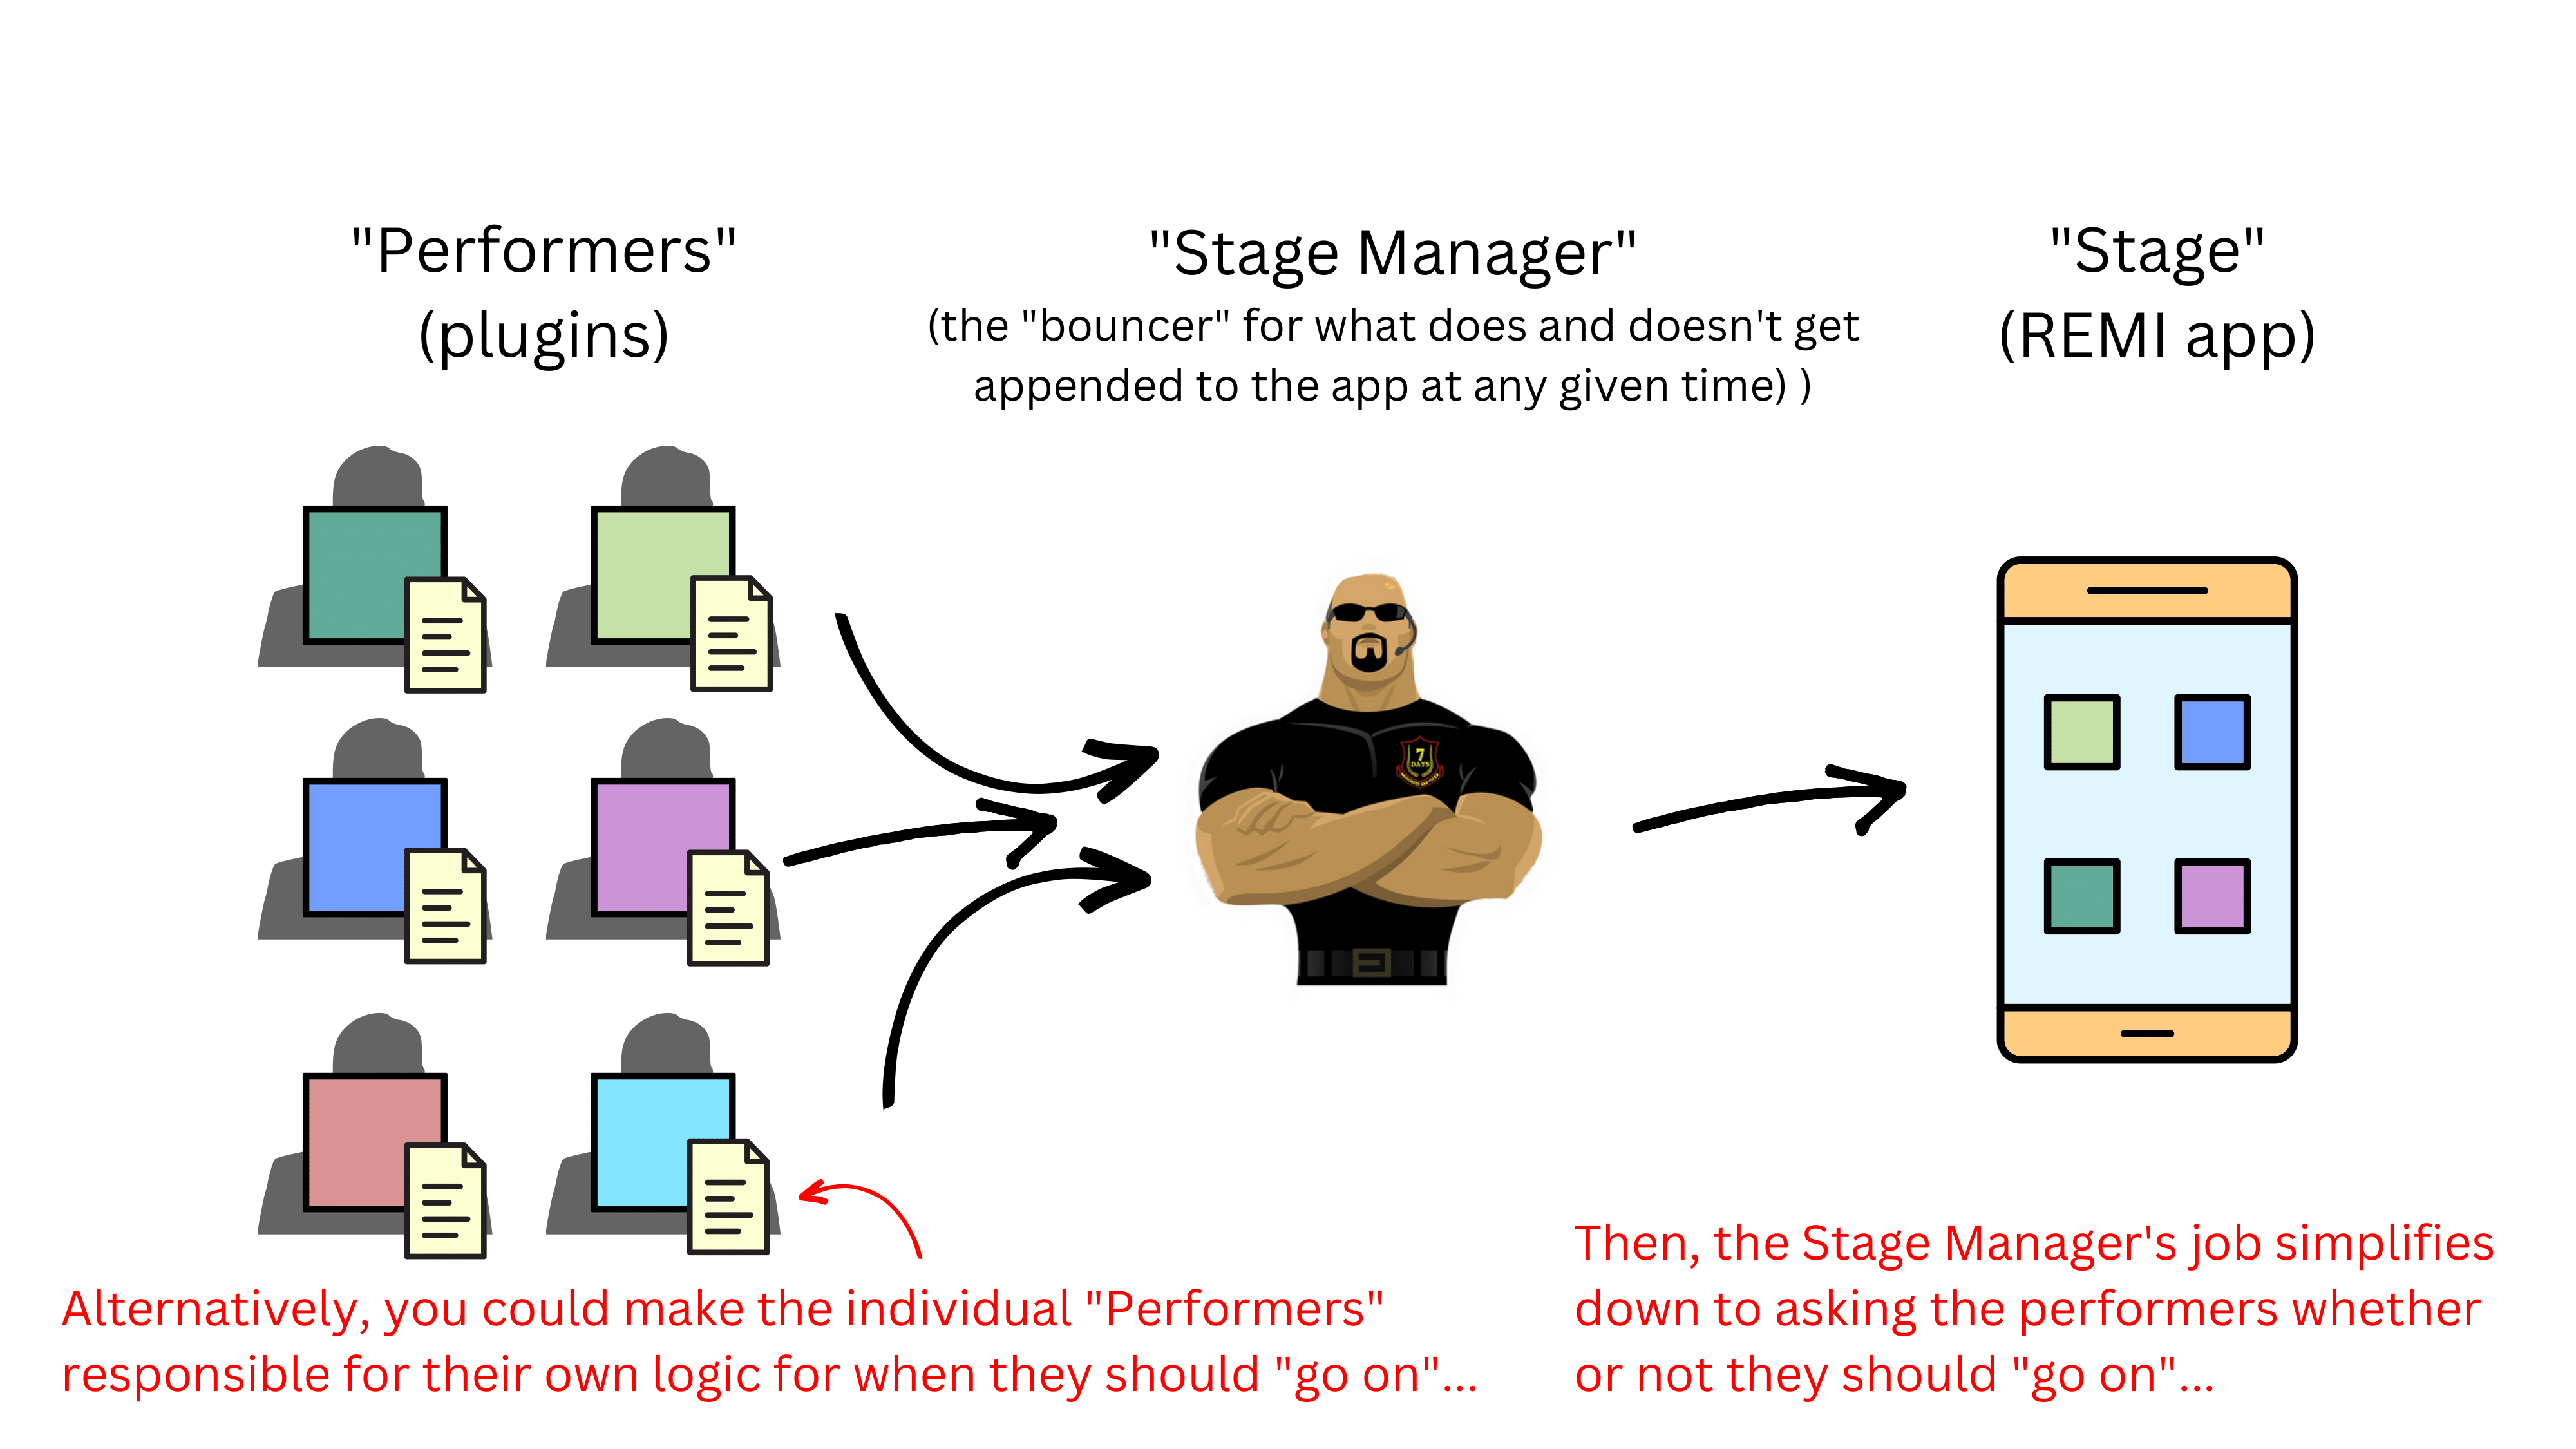 "Performers"
(plugins)
"Stage Manager"
(the "bouncer" for what does and doesn't get
appended to the app at any given time) )
"Stage"
(REMI app)
7
DAYS
Alternatively, you could make the individual "Performers"
responsible for their own logic for when they should "go on"...
Then, the Stage Manager's job simplifies
down to asking the performers whether
or not they should "go on"...